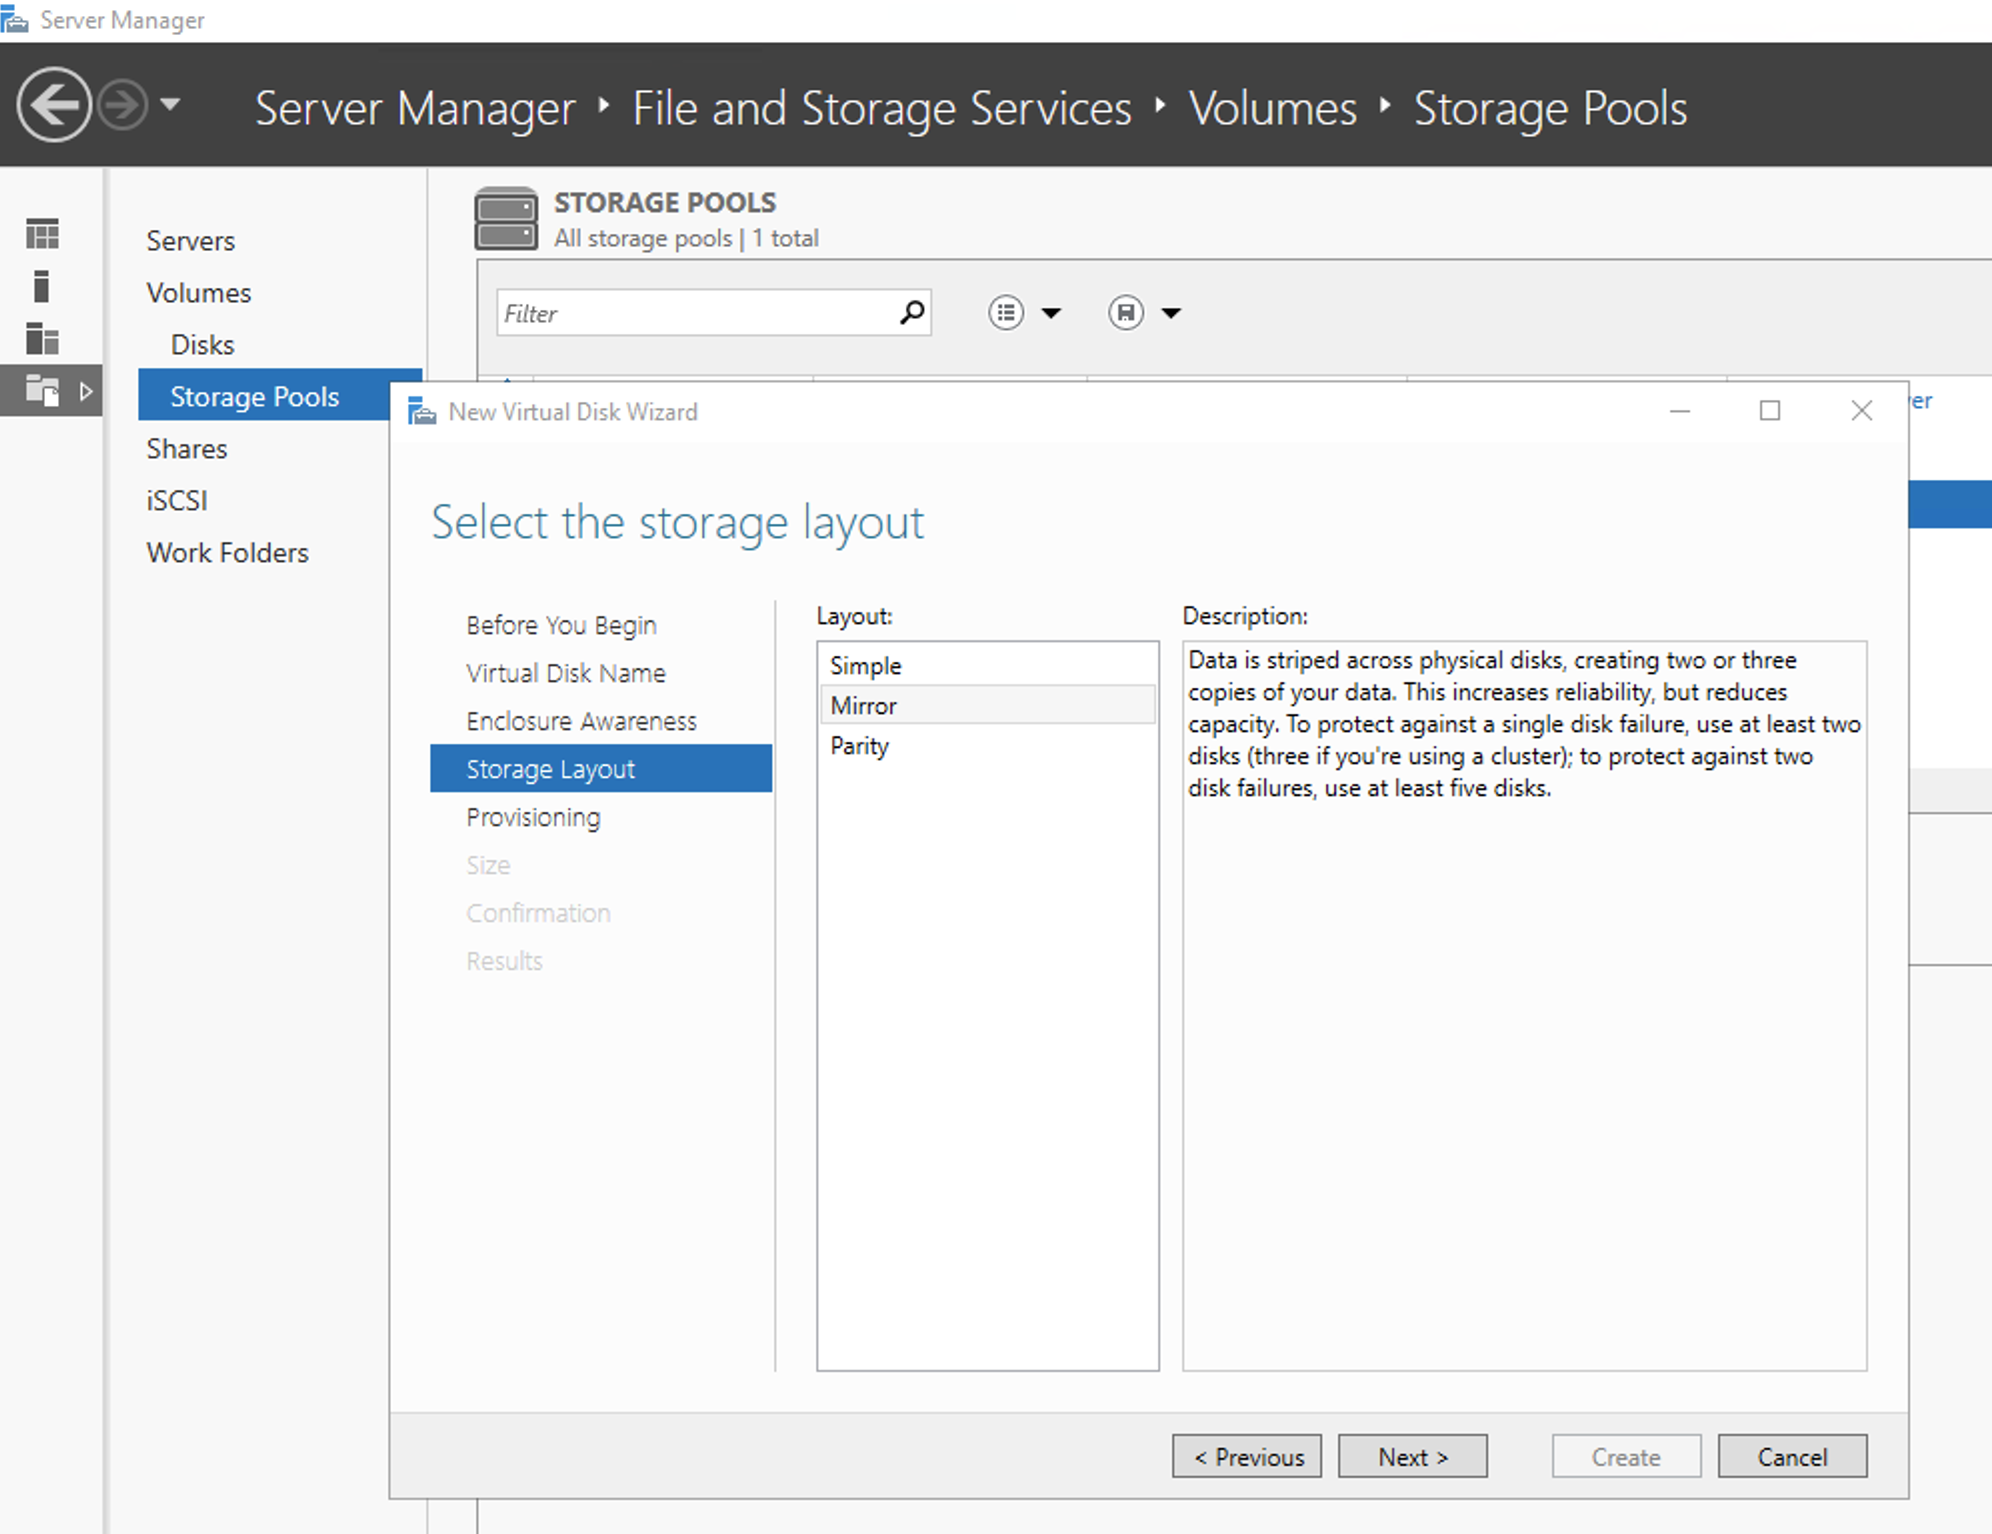 Server Manager
Server Manager ‣ File and Storage Services ‣ Volumes ‣ Storage Pools
Servers
Volumes
Disks
Storage Pools
Shares
iSCSI
Work Folders
STORAGE POOLS
All storage pools | 1 total
Filter
New Virtual Disk Wizard
Select the storage layout
Before You Begin
Virtual Disk Name
Enclosure Awareness
Storage Layout
Provisioning
Size
Confirmation
Results
Layout:
Simple
Mirror
Parity
Description:
Data is striped across physical disks, creating two or three
copies of your data. This increases reliability, but reduces
capacity. To protect against a single disk failure, use at least two
disks (three if you're using a cluster); to protect against two
disk failures, use at least five disks.
< Previous
Next >
Create
Cancel